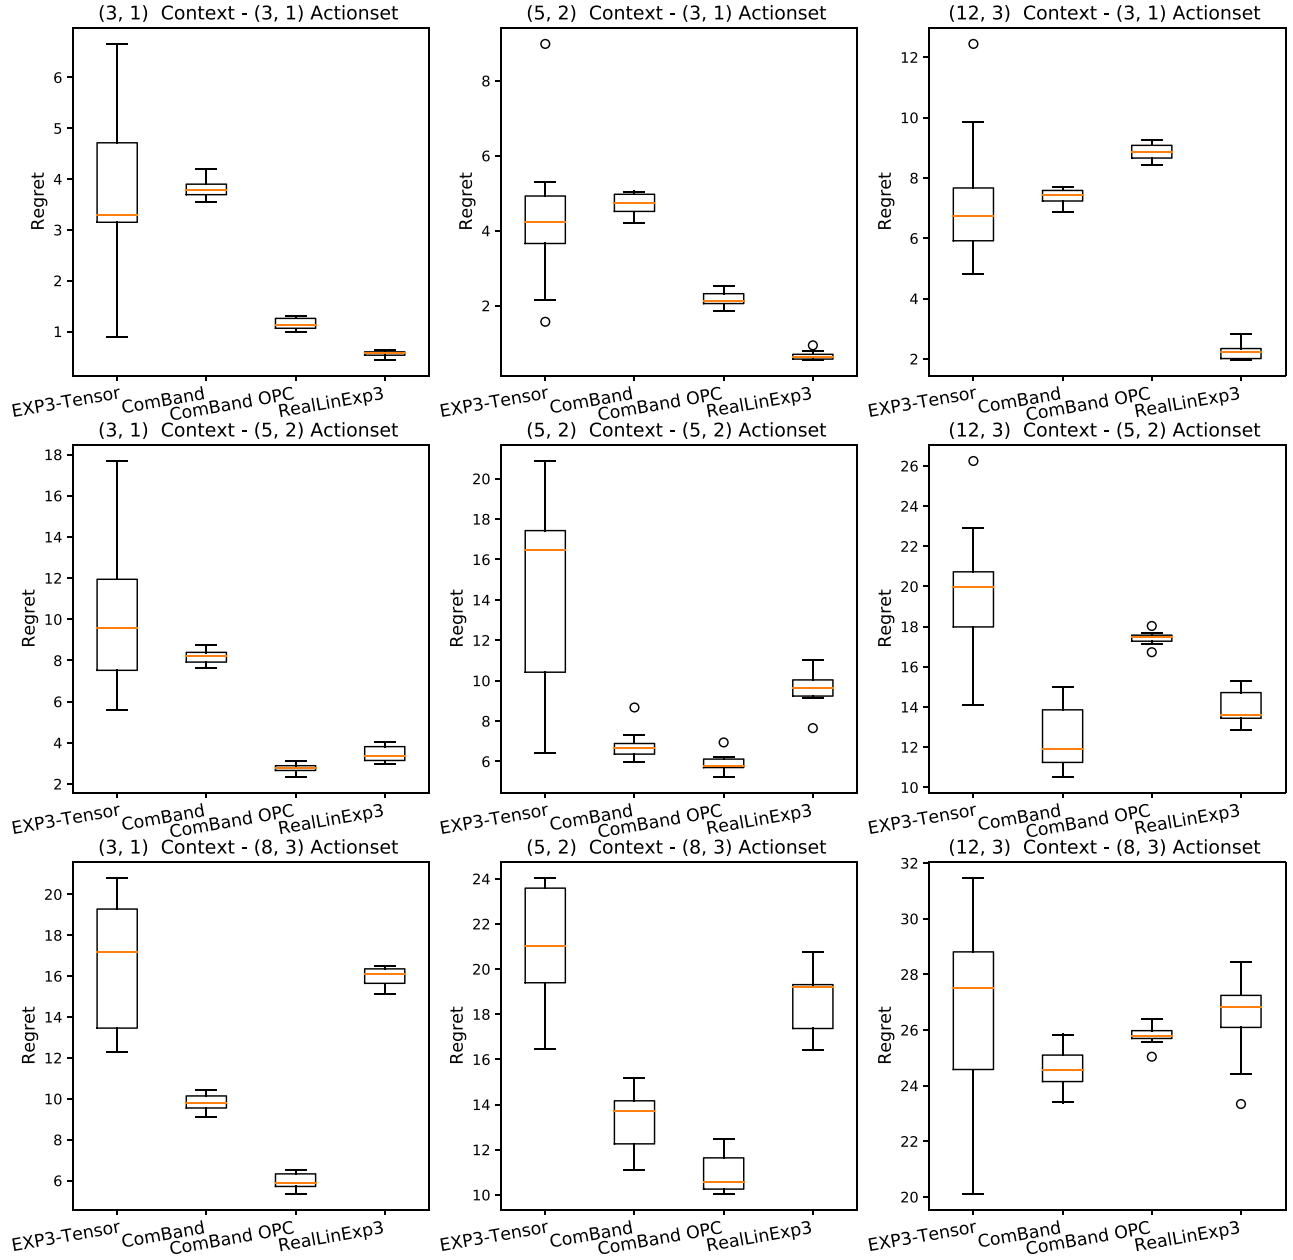 (3, 1)  Context - (3, 1) Actionset
(5, 2)  Context - (3, 1) Actionset
(12, 3)  Context - (3, 1) Actionset
Regret
6
5
4
3
2
1
EXP3-Tensor
ComBand
ComBand OPC
RealLinExp3
Regret
8
6
4
2
EXP3-Tensor
ComBand
ComBand OPC
RealLinExp3
Regret
12
10
8
6
4
2
EXP3-Tensor
ComBand
ComBand OPC
RealLinExp3
(3, 1)  Context - (5, 2) Actionset
(5, 2)  Context - (5, 2) Actionset
(12, 3)  Context - (5, 2) Actionset
Regret
18
16
14
12
10
8
6
4
2
EXP3-Tensor
ComBand
ComBand OPC
RealLinExp3
Regret
20
18
16
14
12
10
8
6
EXP3-Tensor
ComBand
ComBand OPC
RealLinExp3
Regret
26
24
22
20
18
16
14
12
10
EXP3-Tensor
ComBand
ComBand OPC
RealLinExp3
(3, 1)  Context - (8, 3) Actionset
(5, 2)  Context - (8, 3) Actionset
(12, 3)  Context - (8, 3) Actionset
Regret
20
18
16
14
12
10
8
6
EXP3-Tensor
ComBand
ComBand OPC
RealLinExp3
Regret
24
22
20
18
16
14
12
10
EXP3-Tensor
ComBand
ComBand OPC
RealLinExp3
Regret
32
30
28
26
24
22
20
EXP3-Tensor
ComBand
ComBand OPC
RealLinExp3